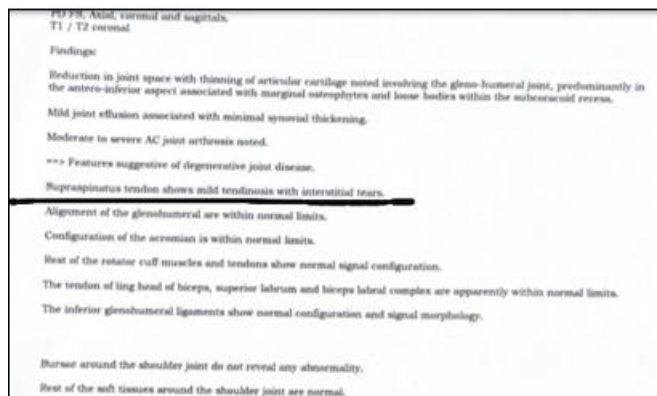 PD FS, Axial, coronal and sagittals.
T1 / T2 coronal
Findings:
Reduction in joint space with thinning of articular cartilage noted involving the gleno-humeral joint, predominantly in
the antero-inferior aspect associated with marginal osteophytes and loose bodies within the subcoracoid recess.
Mild joint effusion associated with minimal synovial thickening.
Moderate to severe AC joint arthrosis noted.
==> Features suggestive of degenerative joint disease.
Supraspinatus tendon shows mild tendinosis with interstitial tears.
Alignment of the glenohumeral are within normal limits.
Configuration of the acromian is within normal limits.
Rest of the rotator cuff muscles and tendons show normal signal configuration.
The tendon of ling head of biceps, superior labrum and biceps labral complex are apparently within normal limits.
The inferior glenohumeral ligaments show normal configuration and signal morphology.
Bursae around the shoulder joint do not reveal any abnormality.
Rest of the soft tissues around the shoulder joint are normal.